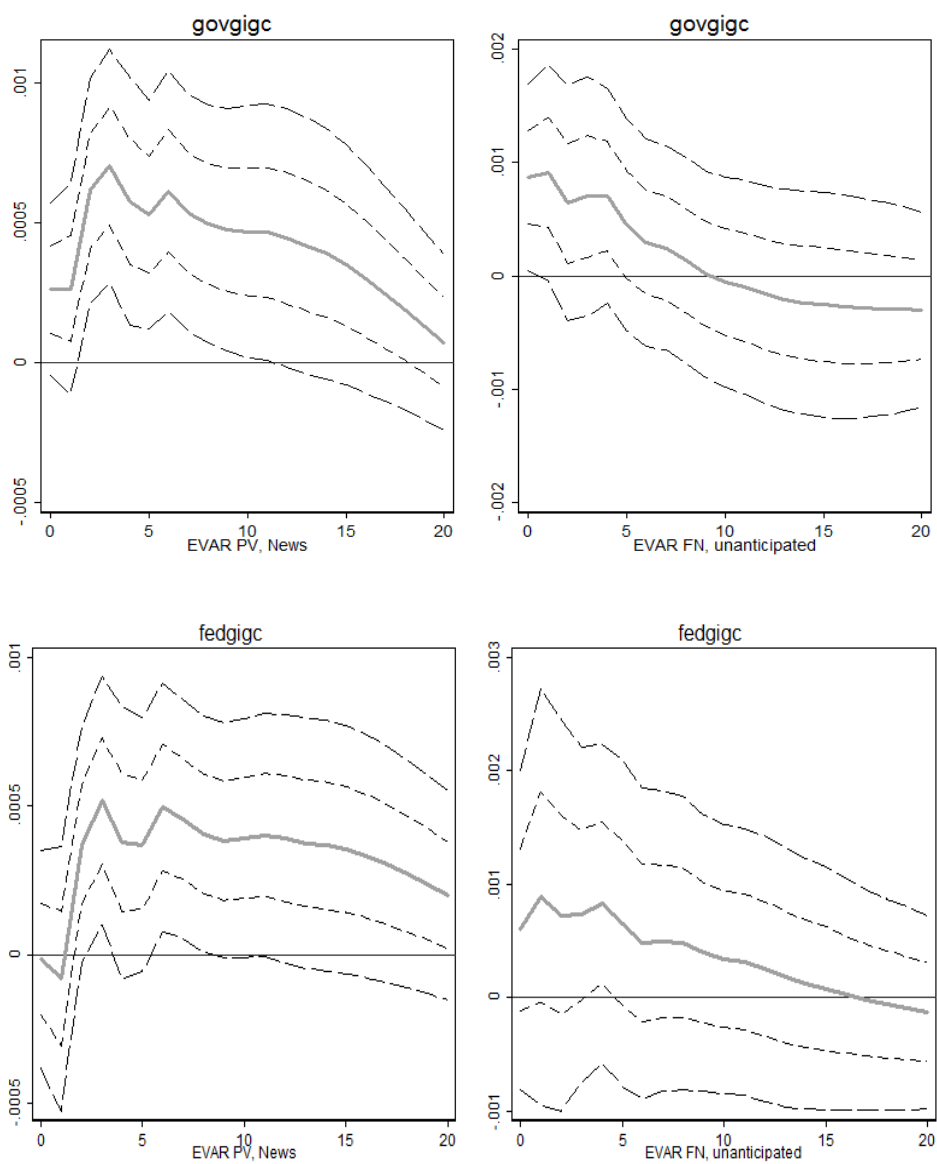 govgigc
.001
.0005
0
-.0005
0 5 10 15 20
EVAR PV, News
govgigc
.002
.001
0
-.001
-.002
0 5 10 15 20
EVAR FN, unanticipated
fedgigc
.001
.0005
0
-.0005
0 5 10 15 20
EVAR PV, News
fedgigc
.003
.002
.001
0
-.001
0 5 10 15 20
EVAR FN, unanticipated